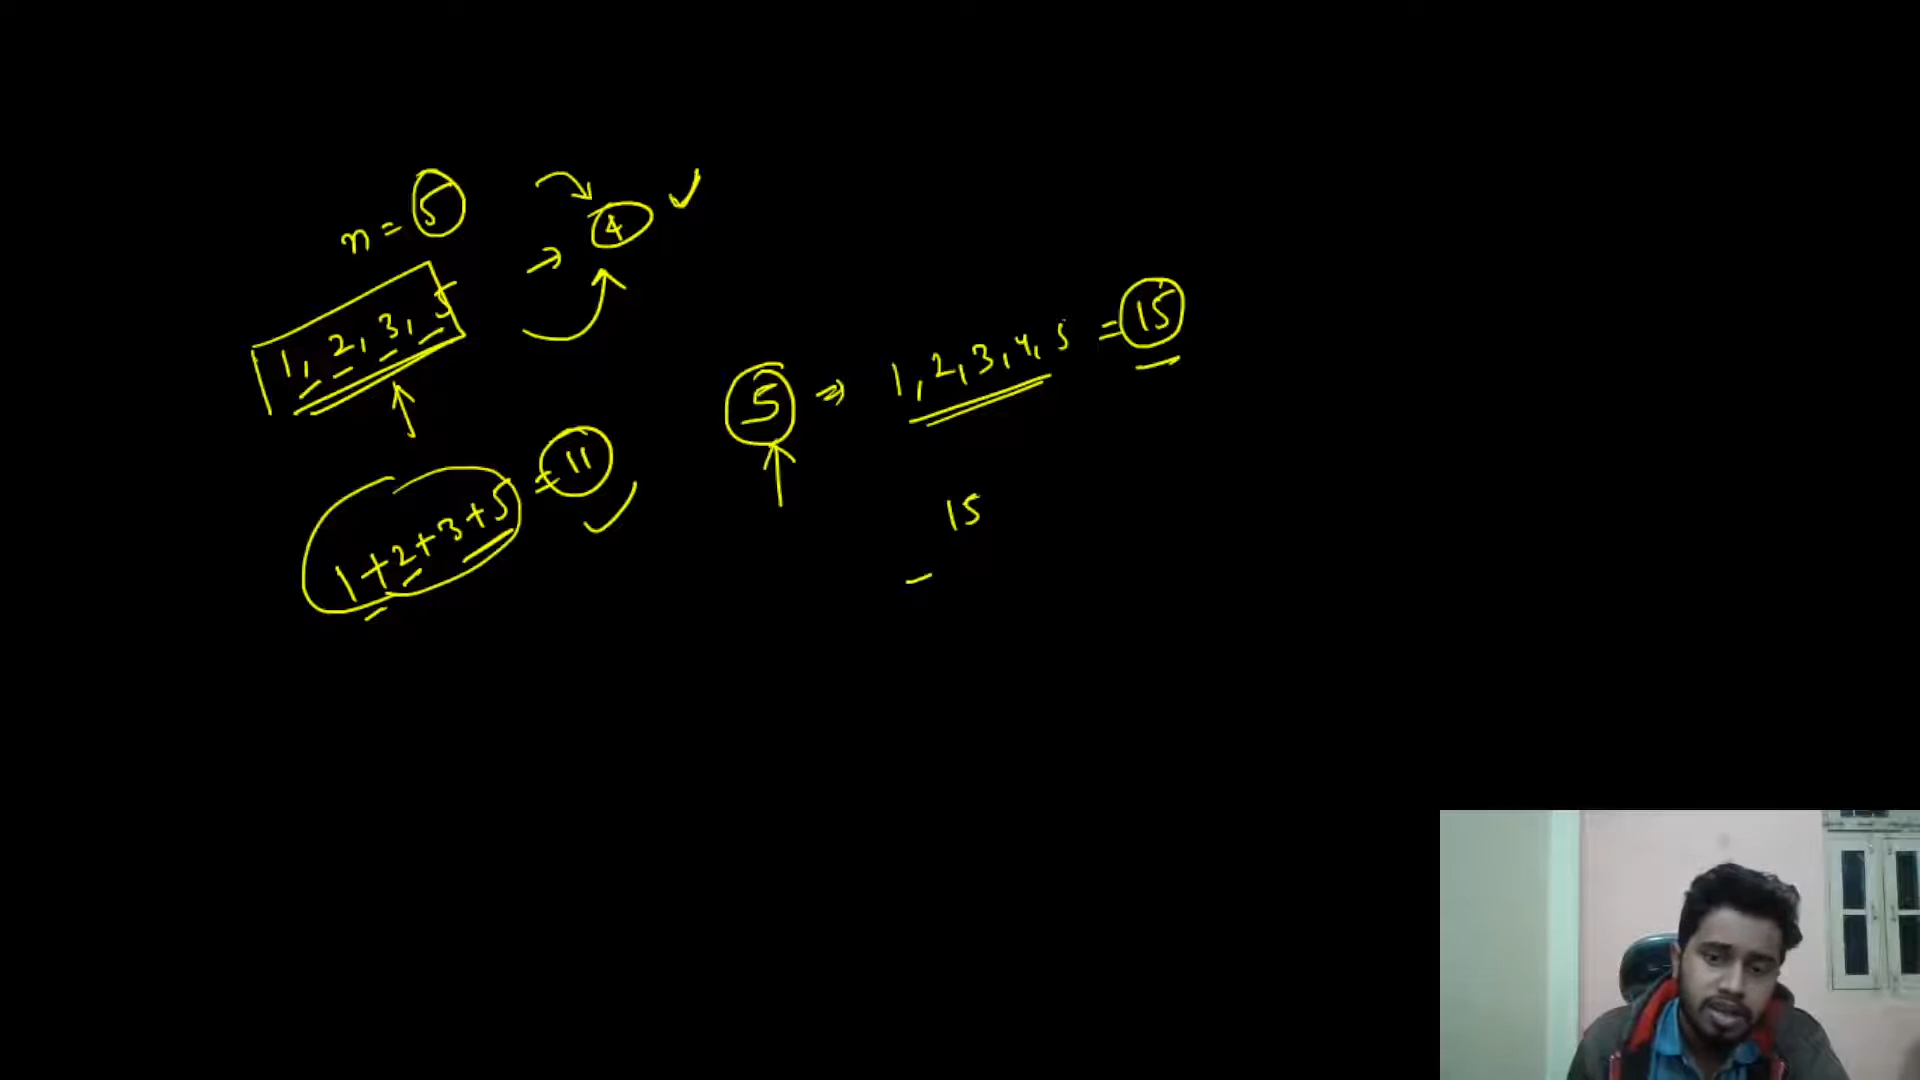 n = 5
4
1, 2, 3, 5
1+2+3+5 = 11
5 ⇒ 1, 2, 3, 4, 5 = 15
15
-